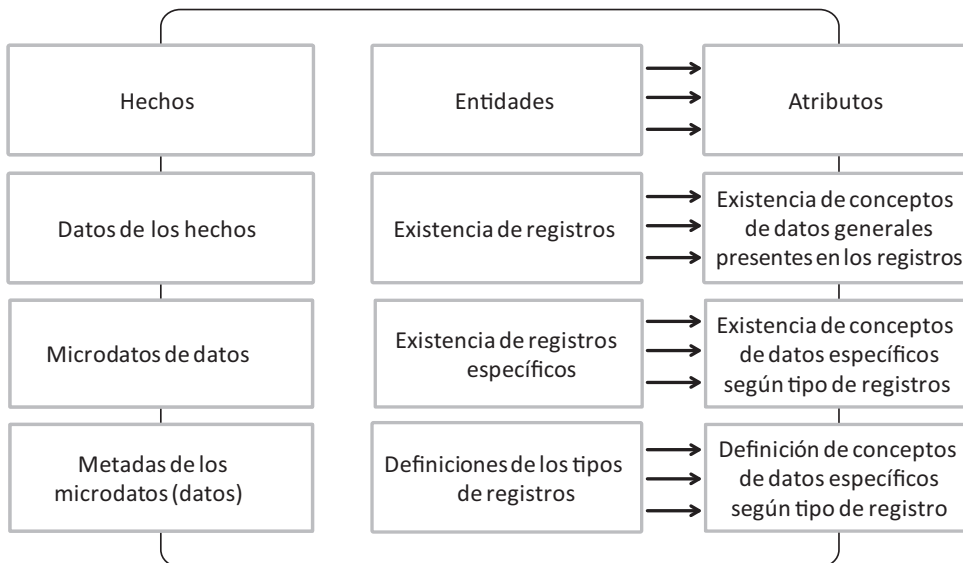 Hechos
Entidades
Atributos
Datos de los hechos
Existencia de registros
Existencia de conceptos
de datos generales
presentes en los registros
Microdatos de datos
Existencia de registros
específicos
Existencia de conceptos
de datos específicos
según tipo de registros
Metadas de los
microdatos (datos)
Definiciones de los tipos
de registros
Definición de conceptos
de datos específicos
según tipo de registro